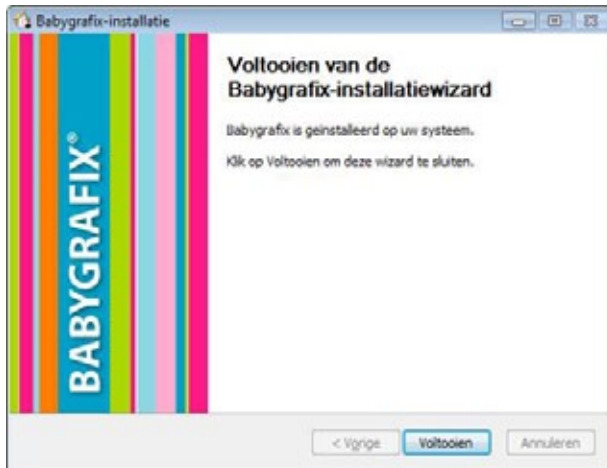 Babygrafix-installatie
Voltooien van de
Babygrafix-installatiewizard
Babygrafix is geïnstalleerd op uw systeem.
Klik op Voltooien om deze wizard te sluiten.
BABYGRAFIX®
< Vorige
Voltooien
Annuleren